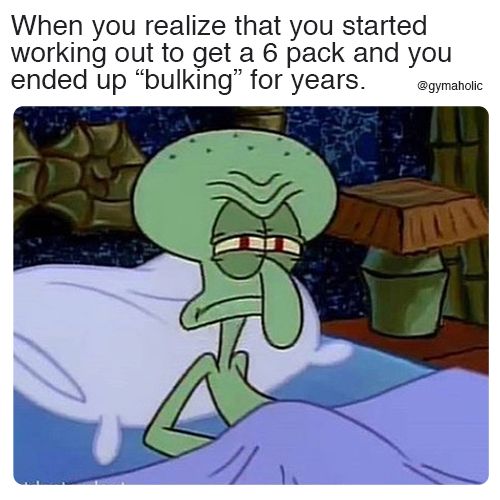 When you realize that you started
working out to get a 6 pack and you
ended up “bulking” for years.
@gymaholic